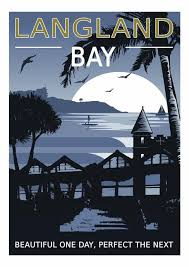 LANGLAND
BAY
BEAUTIFUL ONE DAY, PERFECT THE NEXT